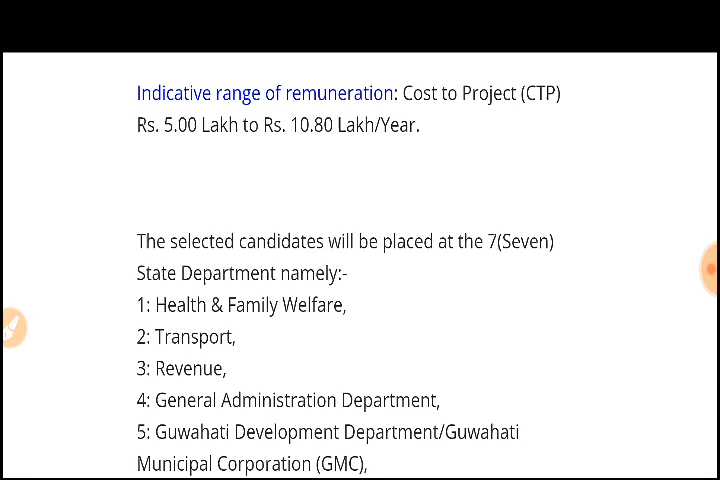 Indicative range of remuneration: Cost to Project (CTP)
Rs. 5.00 Lakh to Rs. 10.80 Lakh/Year.
The selected candidates will be placed at the 7(Seven)
State Department namely:-
1: Health & Family Welfare,
2: Transport,
3: Revenue,
4: General Administration Department,
5: Guwahati Development Department/Guwahati
Municipal Corporation (GMC),